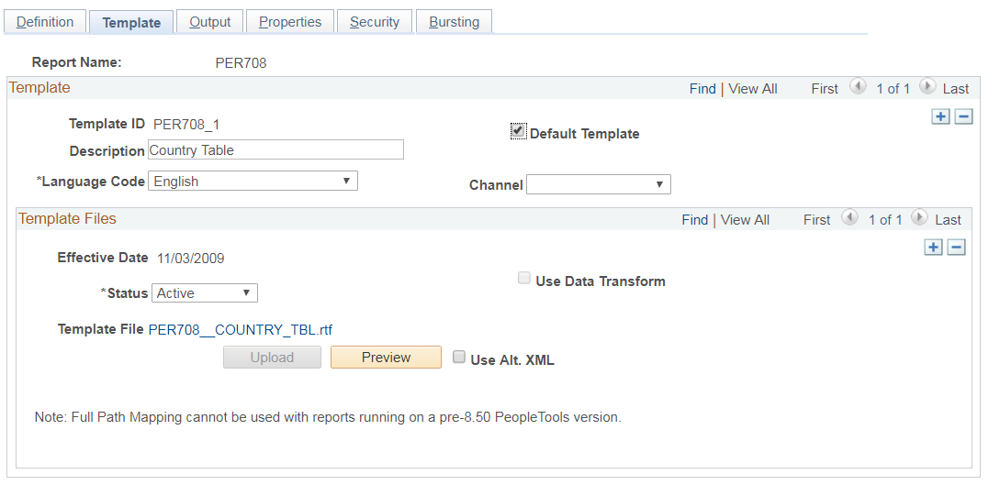 Definition Template Output Properties Security Bursting
Report Name: PER708
Template Find | View All First 1 of 1 Last
Template ID PER708_1
Default Template
Description Country Table
*Language Code English
Channel
Template Files Find | View All First 1 of 1 Last
Effective Date 11/03/2009
Use Data Transform
*Status Active
Template File PER708__COUNTRY_TBL.rtf
Upload Preview Use Alt. XML
Note: Full Path Mapping cannot be used with reports running on a pre-8.50 PeopleTools version.